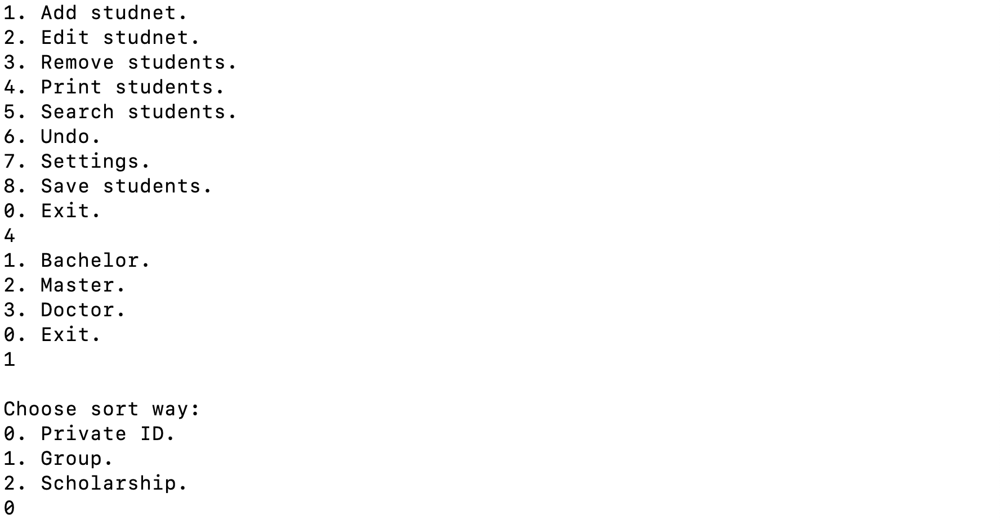 1. Add studnet.
2. Edit studnet.
3. Remove students.
4. Print students.
5. Search students.
6. Undo.
7. Settings.
8. Save students.
0. Exit.
4
1. Bachelor.
2. Master.
3. Doctor.
0. Exit.
1
Choose sort way:
0. Private ID.
1. Group.
2. Scholarship.
0